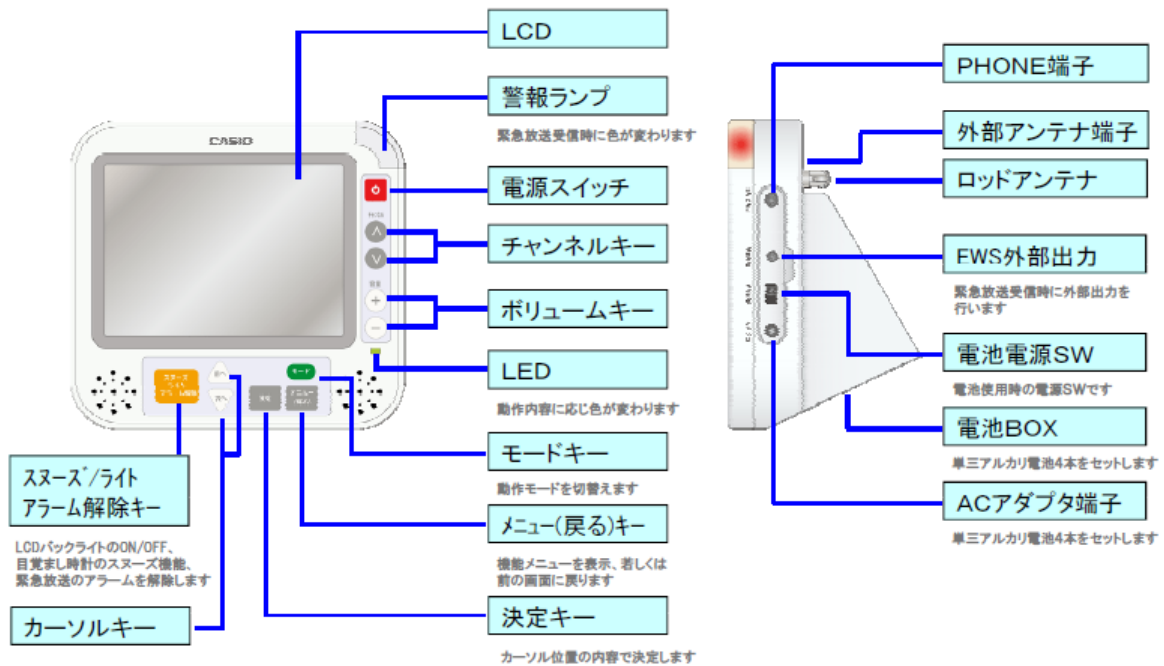 LCD
警報ランプ
緊急放送受信時に色が変わります
CASIO
電源スイッチ
チャンネルキー
ボリュームキー
LED
動作内容に応じ色が変わります
モード
モードキー
動作モードを切替えます
メニュー(戻る)キー
機能メニューを表示、若しくは
前の画面に戻ります
決定キー
カーソル位置の内容で決定します
スヌーズ/ライト
アラーム解除キー
LCDバックライトのON/OFF、
目覚まし時計のスヌーズ機能、
緊急放送のアラームを解除します
カーソルキー
PHONE端子
外部アンテナ端子
ロッドアンテナ
EWS外部出力
緊急放送受信時に外部出力を
行います
電池電源SW
電池使用時の電源SWです
電池BOX
単三アルカリ電池4本をセットします
ACアダプタ端子
単三アルカリ電池4本をセットします